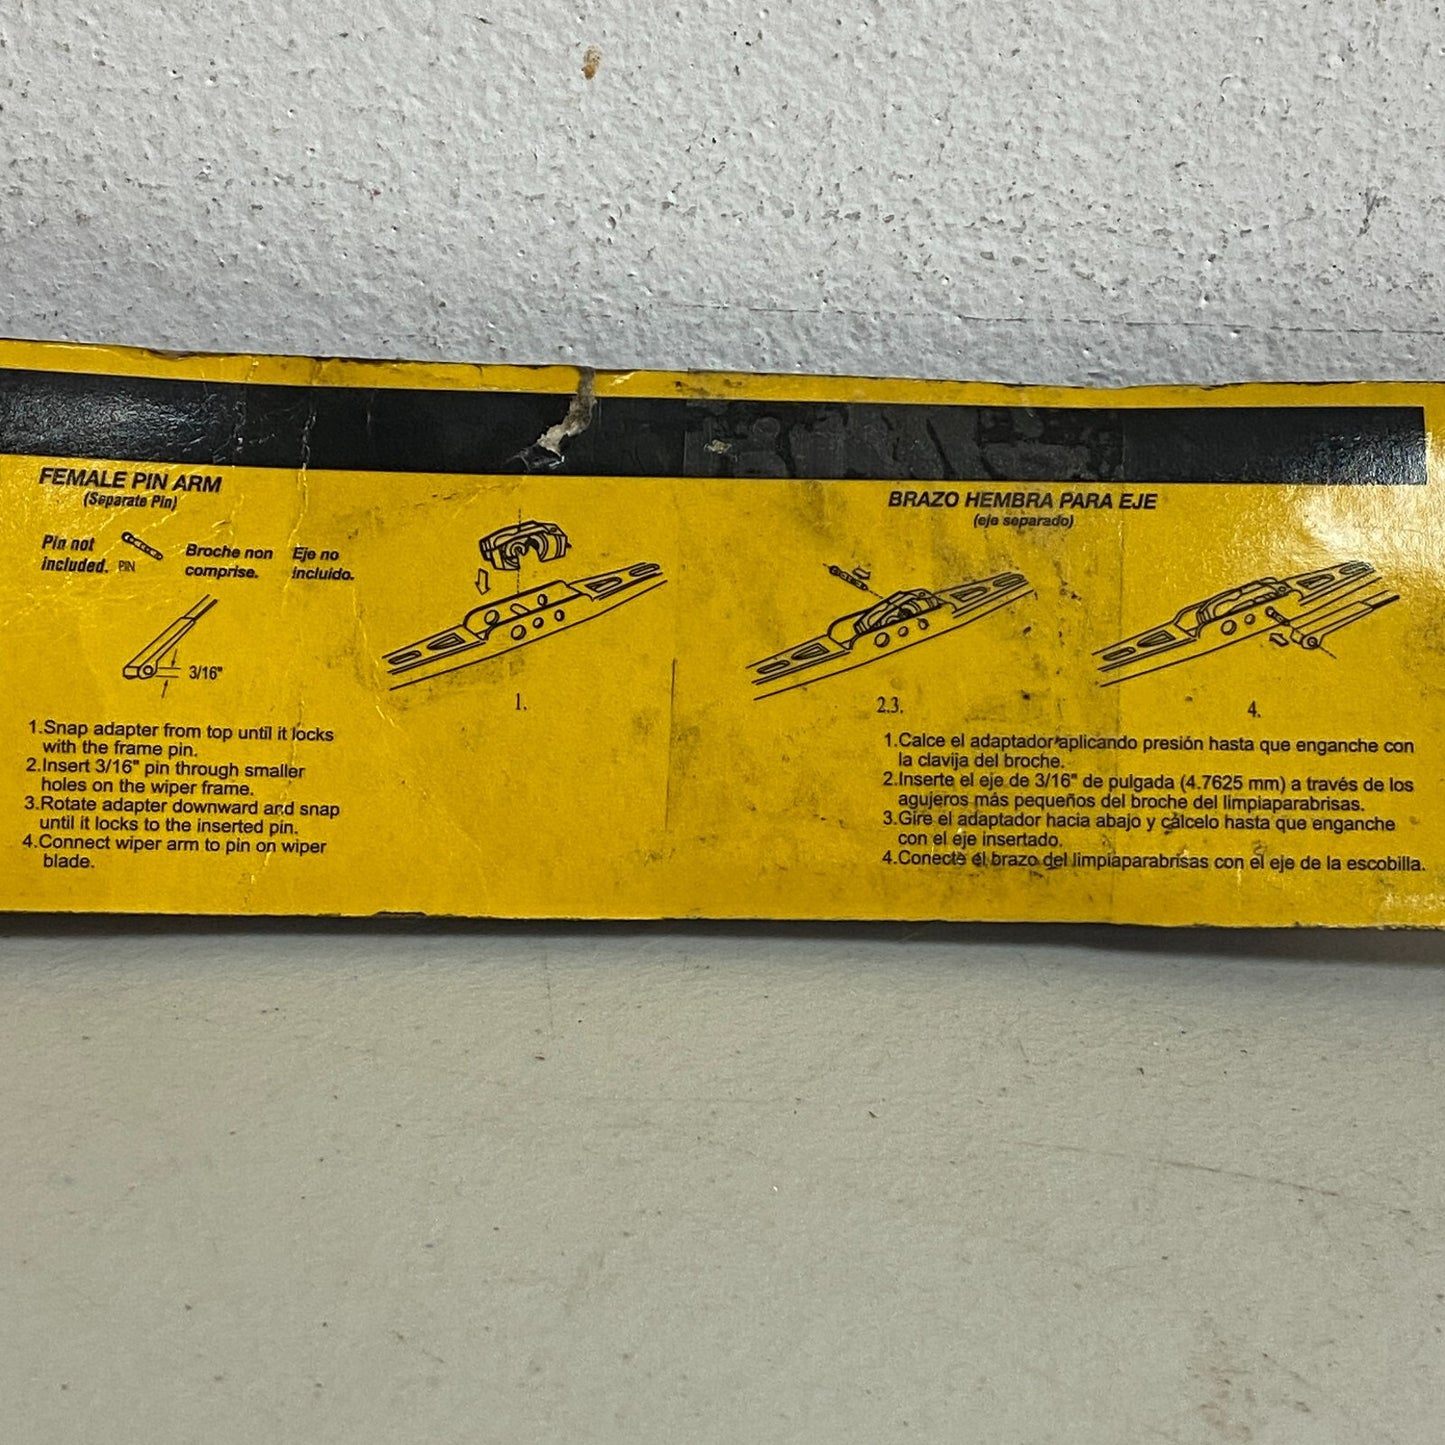 FEMALE PIN ARM
(Separate Pin)
Pin not
included.
PIN
Broche non
comprise.
Eje no
incluido.
3/16"
1.
1.Snap adapter from top until it locks
with the frame pin.
2.Insert 3/16" pin through smaller
holes on the wiper frame.
3.Rotate adapter downward and snap
until it locks to the inserted pin.
4.Connect wiper arm to pin on wiper
blade.
BRAZO HEMBRA PARA EJE
(eje separado)
2.3.
4.
1.Calce el adaptador aplicando presión hasta que enganche con
la clavija del broche.
2.Inserte el eje de 3/16" de pulgada (4.7625 mm) a través de los
agujeros más pequeños del broche del limpiaparabrisas.
3.Gire el adaptador hacia abajo y cálcelo hasta que enganche
con el eje insertado.
4.Conecte el brazo del limpiaparabrisas con el eje de la escobilla.